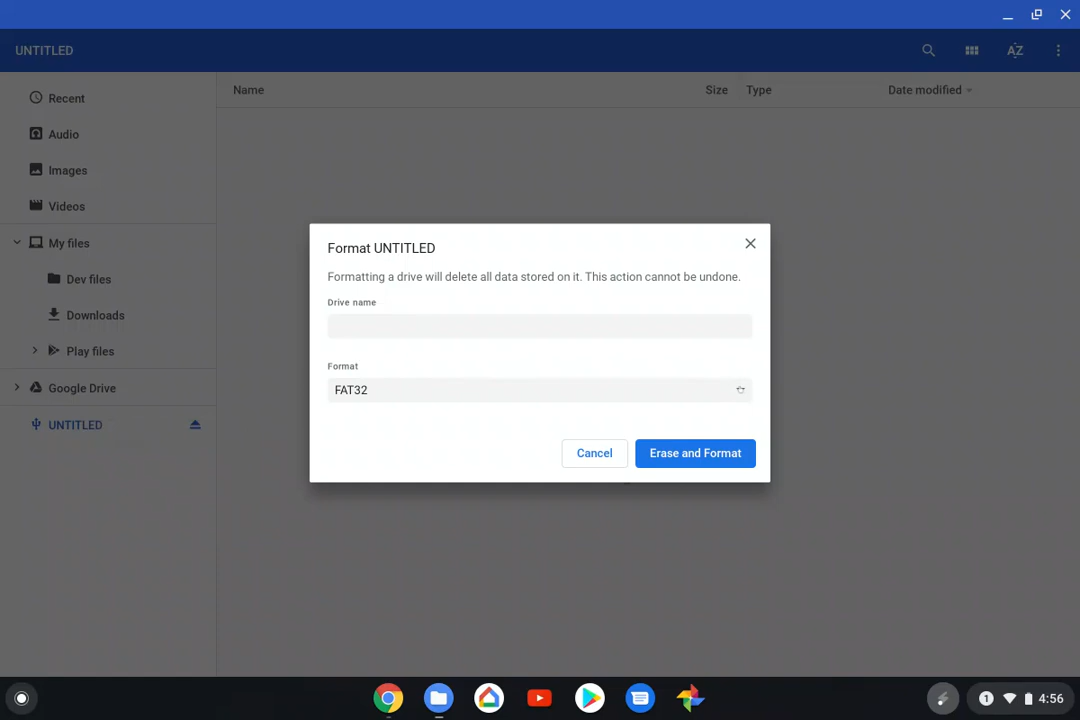 UNTITLED
AZ
Recent
Audio
Images
Videos
My files
Dev files
Downloads
Play files
Google Drive
UNTITLED
Name Size Type Date modified
Format UNTITLED
Formatting a drive will delete all data stored on it. This action cannot be undone.
Drive name
Format
FAT32
Cancel Erase and Format
1 4:56